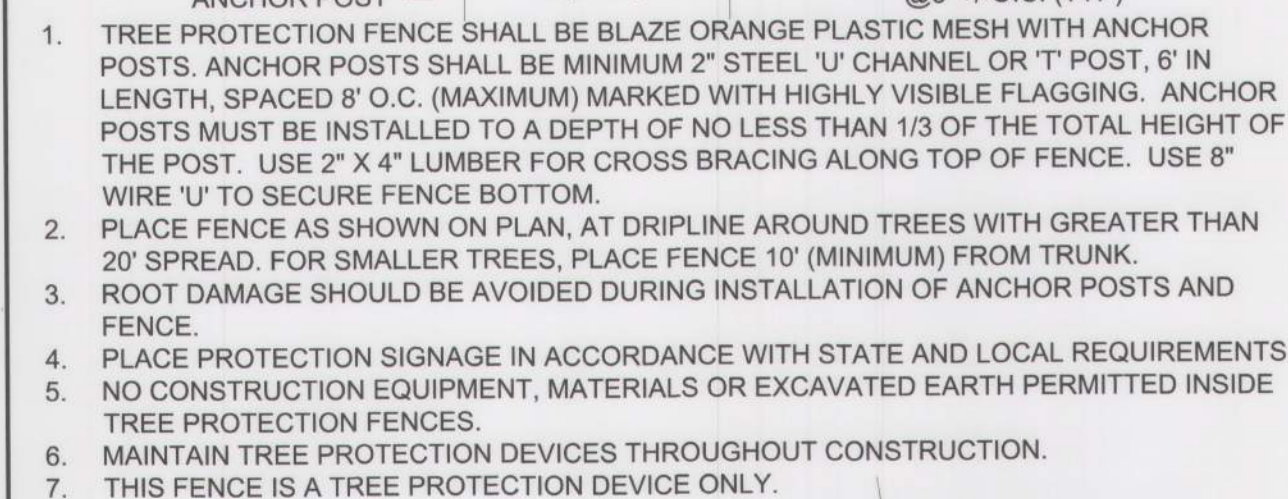 ANCHOR POST
1. TREE PROTECTION FENCE SHALL BE BLAZE ORANGE PLASTIC MESH WITH ANCHOR
POSTS. ANCHOR POSTS SHALL BE MINIMUM 2" STEEL 'U' CHANNEL OR 'T' POST, 6' IN
LENGTH, SPACED 8' O.C. (MAXIMUM) MARKED WITH HIGHLY VISIBLE FLAGGING. ANCHOR
POSTS MUST BE INSTALLED TO A DEPTH OF NO LESS THAN 1/3 OF THE TOTAL HEIGHT OF
THE POST. USE 2" X 4" LUMBER FOR CROSS BRACING ALONG TOP OF FENCE. USE 8"
WIRE 'U' TO SECURE FENCE BOTTOM.
2. PLACE FENCE AS SHOWN ON PLAN, AT DRIPLINE AROUND TREES WITH GREATER THAN
20' SPREAD. FOR SMALLER TREES, PLACE FENCE 10' (MINIMUM) FROM TRUNK.
3. ROOT DAMAGE SHOULD BE AVOIDED DURING INSTALLATION OF ANCHOR POSTS AND
FENCE.
4. PLACE PROTECTION SIGNAGE IN ACCORDANCE WITH STATE AND LOCAL REQUIREMENTS
5. NO CONSTRUCTION EQUIPMENT, MATERIALS OR EXCAVATED EARTH PERMITTED INSIDE
TREE PROTECTION FENCES.
6. MAINTAIN TREE PROTECTION DEVICES THROUGHOUT CONSTRUCTION.
7. THIS FENCE IS A TREE PROTECTION DEVICE ONLY.